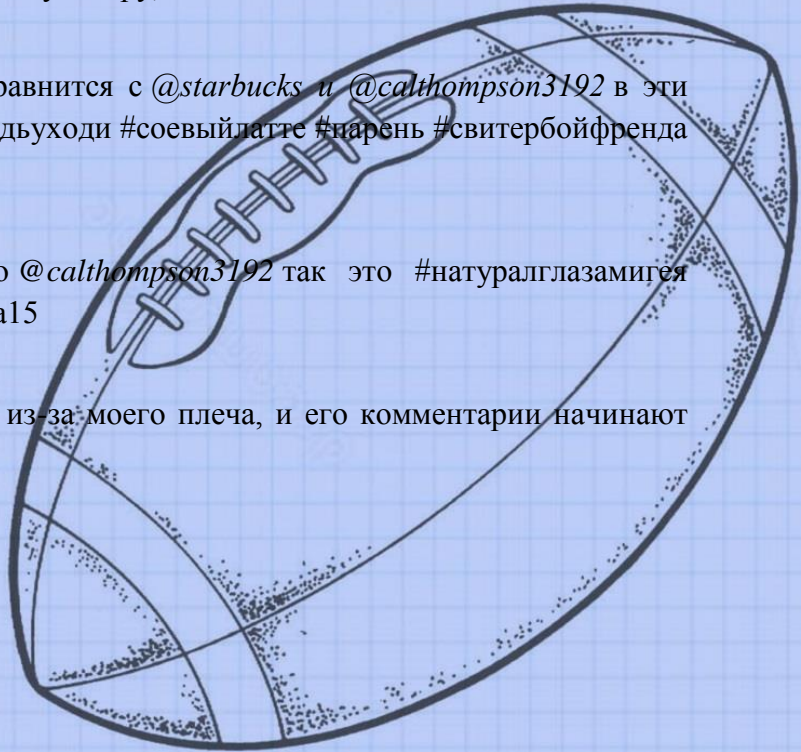 равнится с @starbucks и @calthompson3192 в эти
дьуходи #соевыйлатте #парень #свитербойфренда
@calthompson3192 так это #натуралглазамигея
а15
из-за моего плеча, и его комментарии начинают